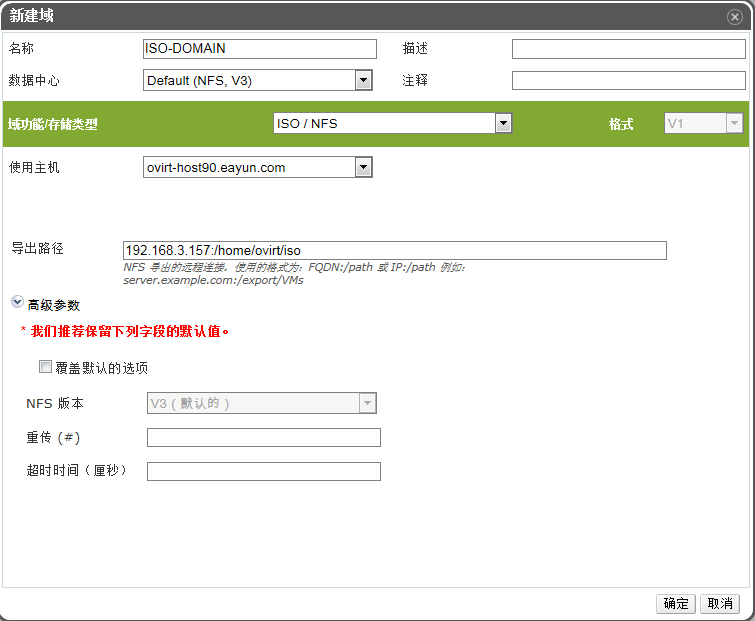 新建域
名称 ISO-DOMAIN 描述
数据中心 Default (NFS, V3) 注释
域功能/存储类型 ISO / NFS 格式 V1
使用主机 ovirt-host90.eayun.com
导出路径 192.168.3.157:/home/ovirt/iso
NFS 导出的远程连接，使用的格式为：FQDN:/path 或 IP:/path 例如：
server.example.com:/export/VMs
高级参数
* 我们推荐保留下列字段的默认值。
覆盖默认的选项
NFS 版本 V3（默认的）
重传 (#)
超时时间（厘秒）
确定 取消